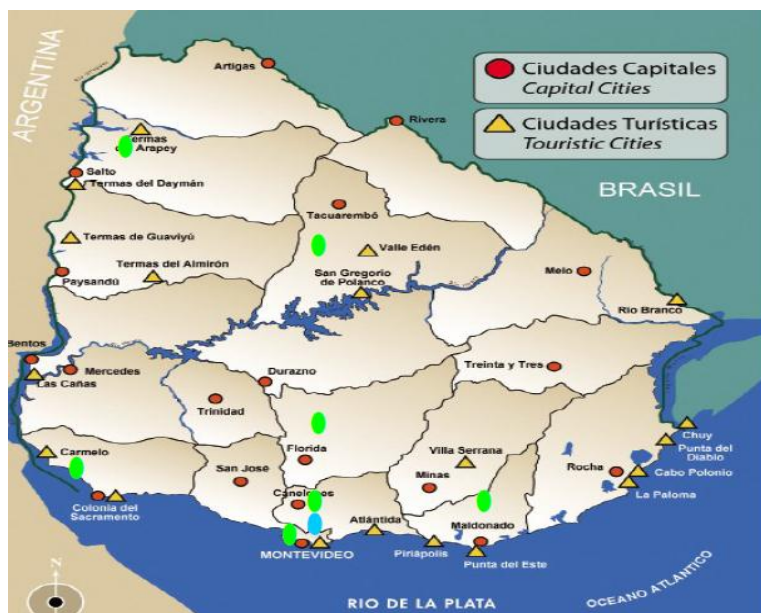 ARGENTINA
Artigas
Ciudades Capitales
Capital Cities
Ciudades Turísticas
Touristic Cities
Rivera
BRASIL
Arapey
Salto
Termas del Daymán
Tacuarembó
Termas de Guaviyú
Valle Edén
Termas del Almirón
San Gregorio
de Polanco
Paysandú
Melo
Rio Branco
Bentos
Mercedes
Las Cañas
Durazno
Treinta y Tres
Trinidad
Carmelo
Florida
Villa Serrana
Chuy
Punta del
Diablo
San José
Minas
Rocha
Cabo Polonio
La Paloma
Colonia del
Sacramento
Atlántida
Maldonado
MONTEVIDEO
Piriápolis
Punta del Este
OCEANO ATLANTICO
RIO DE LA PLATA